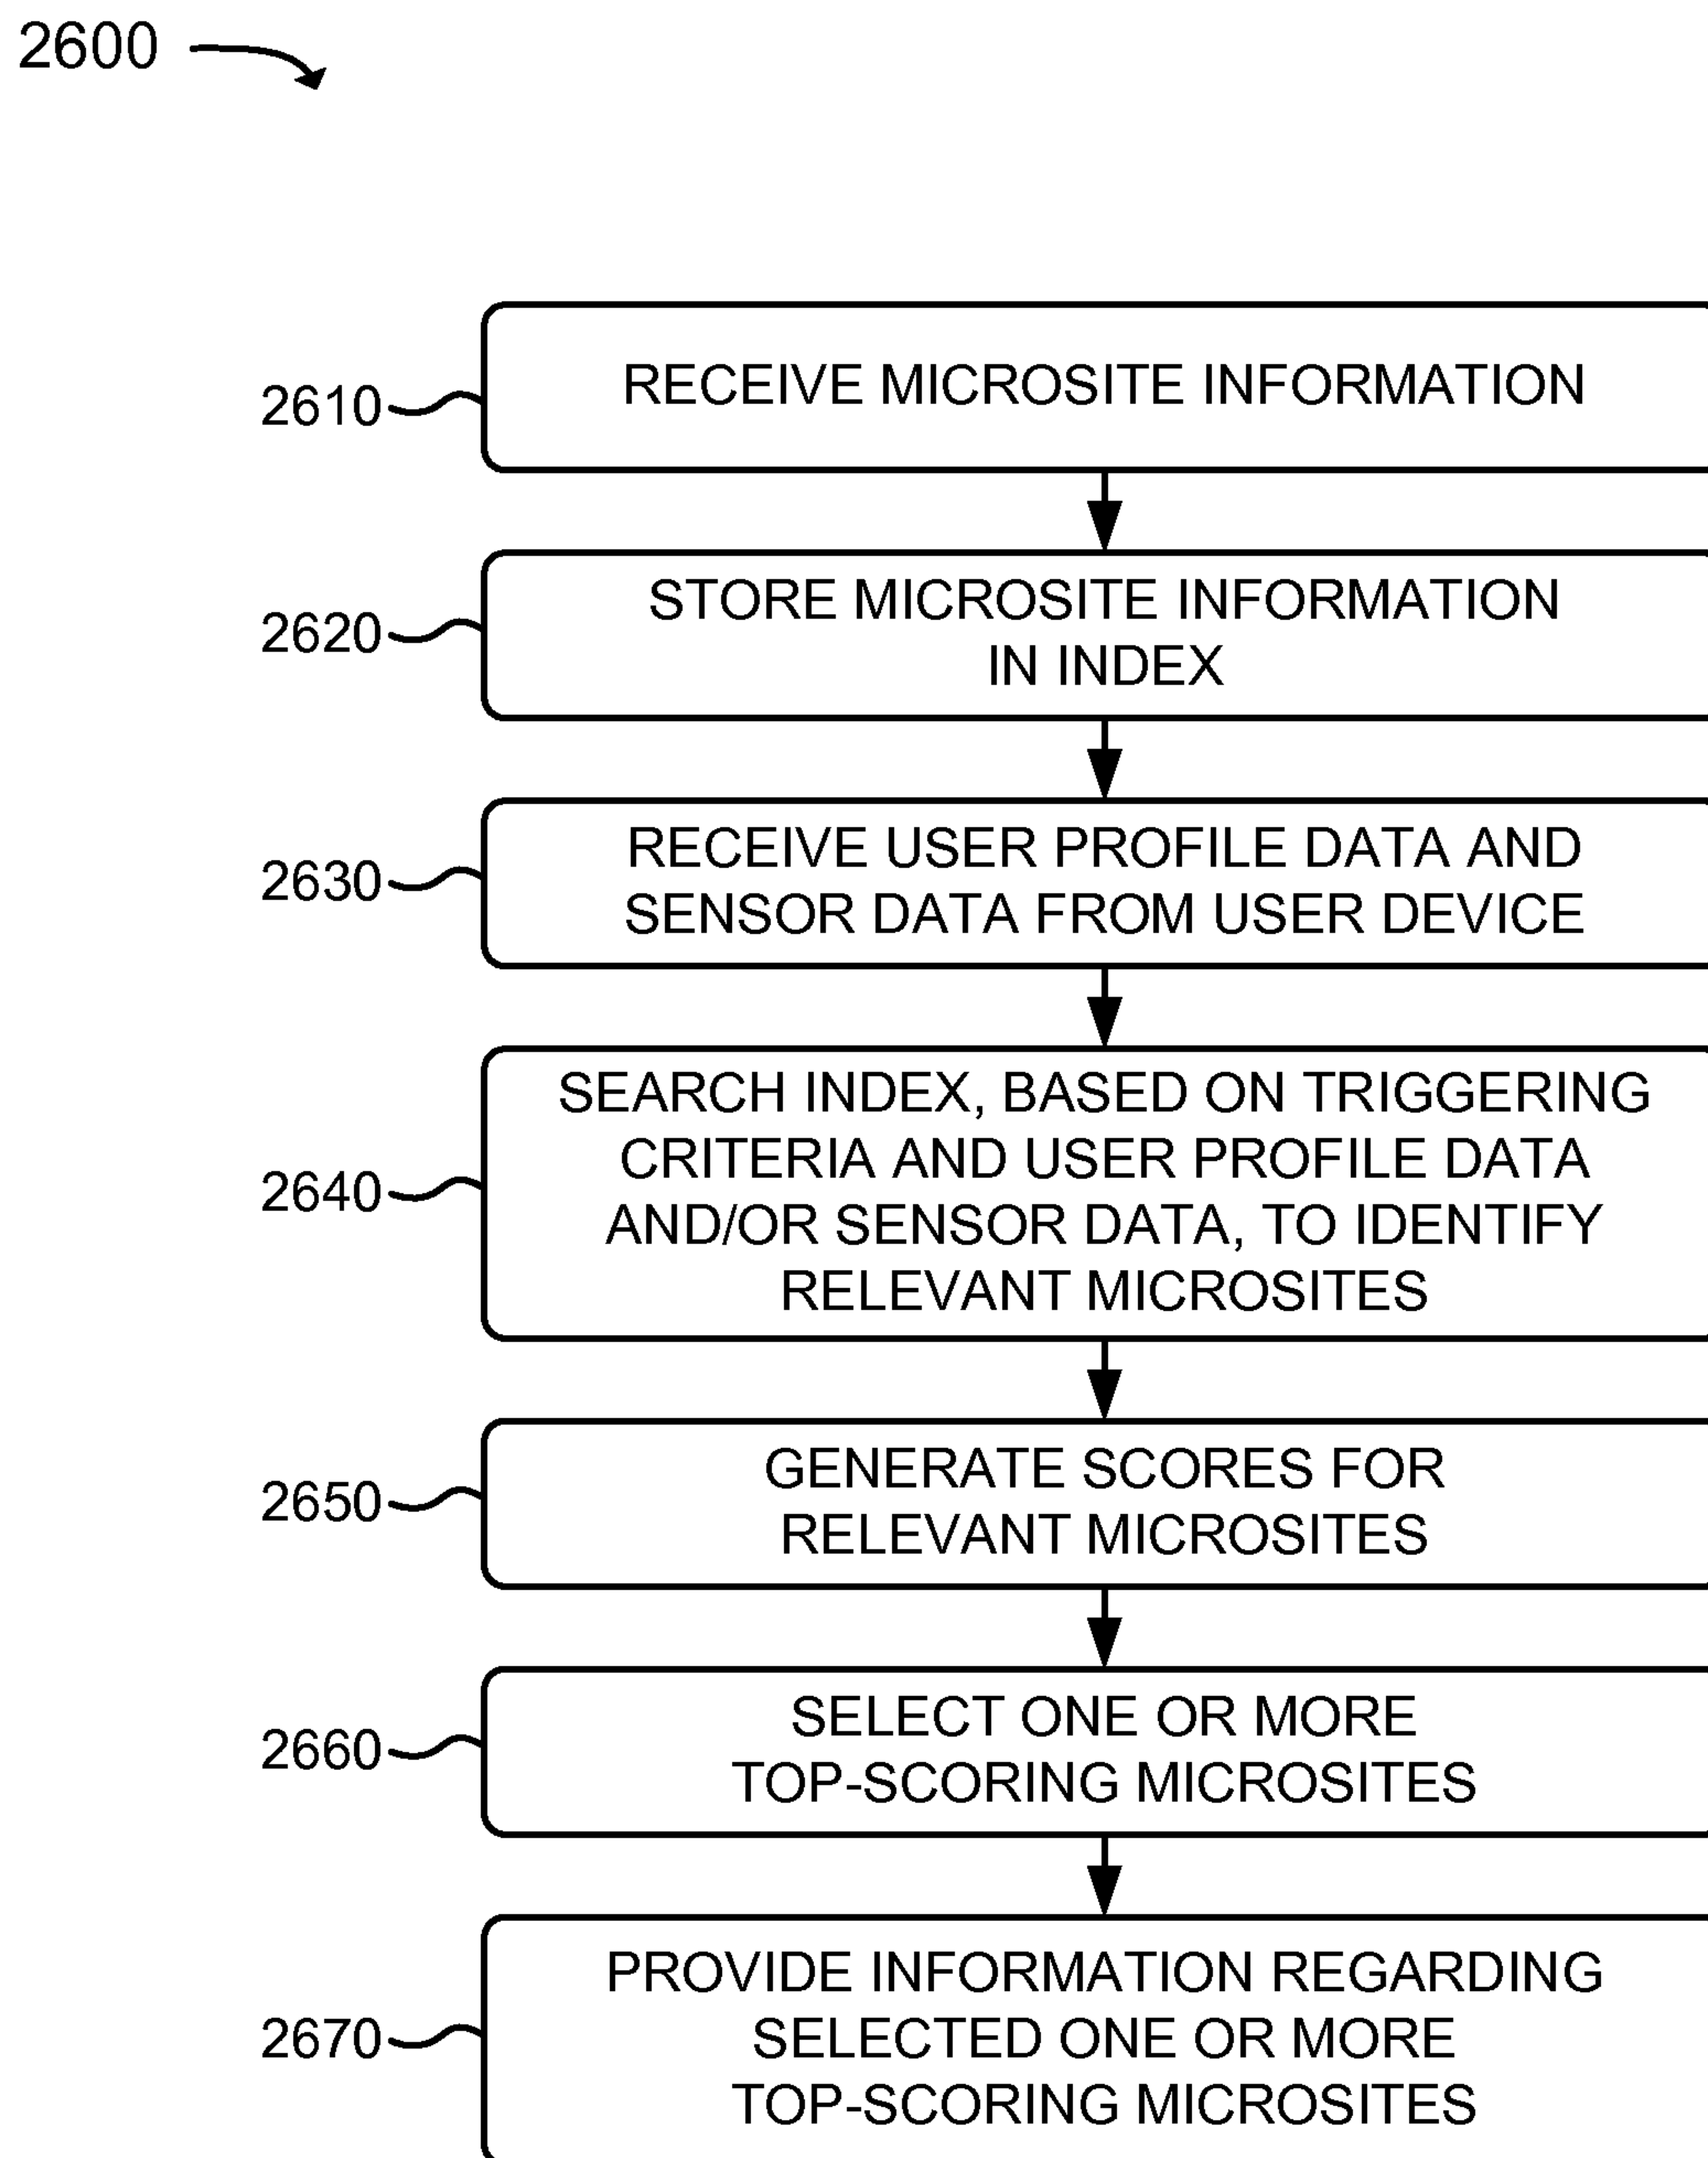 2600
2610
RECEIVE MICROSITE INFORMATION
2620
STORE MICROSITE INFORMATION
IN INDEX
2630
RECEIVE USER PROFILE DATA AND
SENSOR DATA FROM USER DEVICE
2640
SEARCH INDEX, BASED ON TRIGGERING
CRITERIA AND USER PROFILE DATA
AND/OR SENSOR DATA, TO IDENTIFY
RELEVANT MICROSITES
2650
GENERATE SCORES FOR
RELEVANT MICROSITES
2660
SELECT ONE OR MORE
TOP-SCORING MICROSITES
2670
PROVIDE INFORMATION REGARDING
SELECTED ONE OR MORE
TOP-SCORING MICROSITES